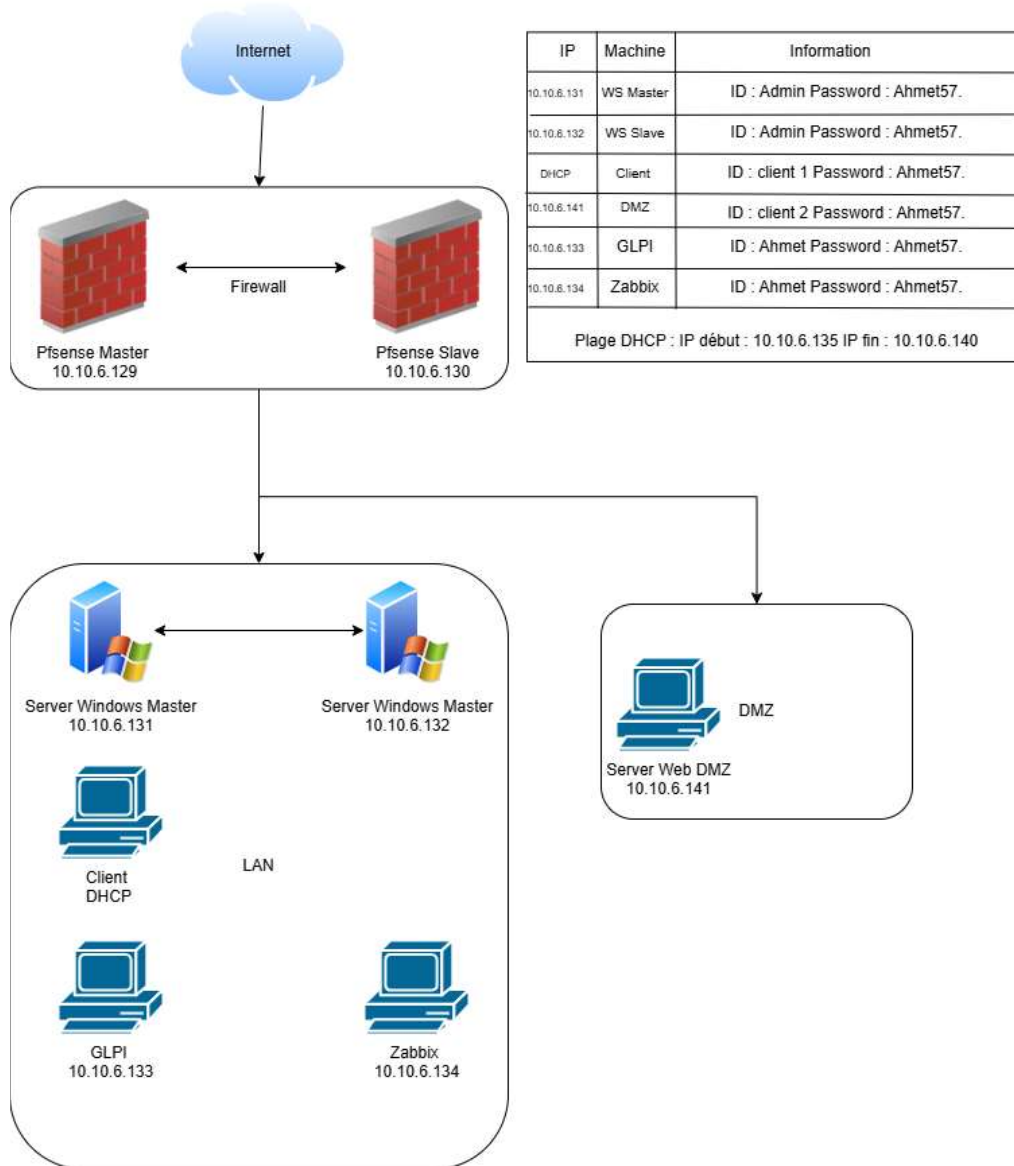 Internet
IP Machine Information
10.10.6.131 WS Master ID : Admin Password : Ahmet57.
10.10.6.132 WS Slave ID : Admin Password : Ahmet57.
DHCP Client ID : client 1 Password : Ahmet57.
10.10.6.141 DMZ ID : client 2 Password : Ahmet57.
10.10.6.133 GLPI ID : Ahmet Password : Ahmet57.
10.10.6.134 Zabbix ID : Ahmet Password : Ahmet57.
Plage DHCP : IP début : 10.10.6.135 IP fin : 10.10.6.140
Firewall
Pfsense Master
10.10.6.129
Pfsense Slave
10.10.6.130
Server Windows Master
10.10.6.131
Server Windows Master
10.10.6.132
Client
DHCP
LAN
GLPI
10.10.6.133
Zabbix
10.10.6.134
DMZ
Server Web DMZ
10.10.6.141